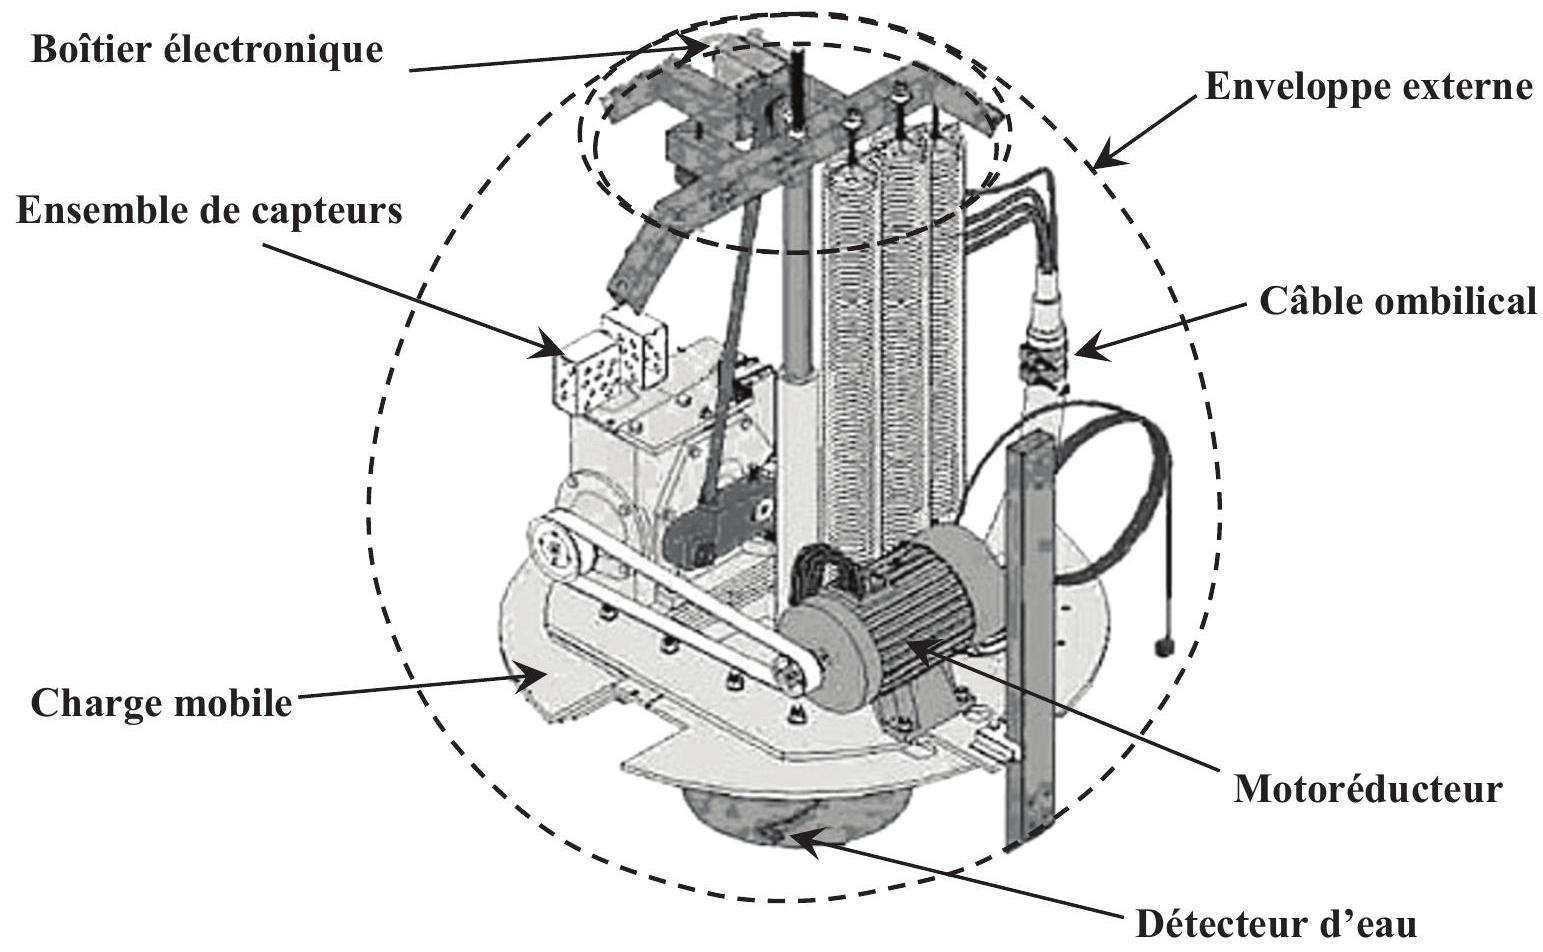 Boîtier électronique
Enveloppe externe
Ensemble de capteurs
Câble ombilical
Charge mobile
Motoréducteur
Détecteur d’eau